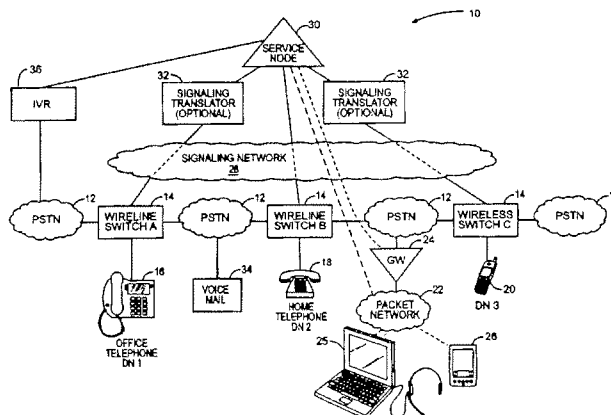 10
30
SERVICE
NODE
36
IVR
32
SIGNALING
TRANSLATOR
(OPTIONAL)
32
SIGNALING
TRANSLATOR
(OPTIONAL)
SIGNALING NETWORK
28
12
PSTN
14
WIRELINE
SWITCH A
12
PSTN
14
WIRELINE
SWITCH B
12
PSTN
14
WIRELESS
SWITCH C
PSTN
24
GW
16
OFFICE
TELEPHONE
DN 1
34
VOICE
MAIL
18
HOME
TELEPHONE
DN 2
22
PACKET
NETWORK
20
DN 3
25
26